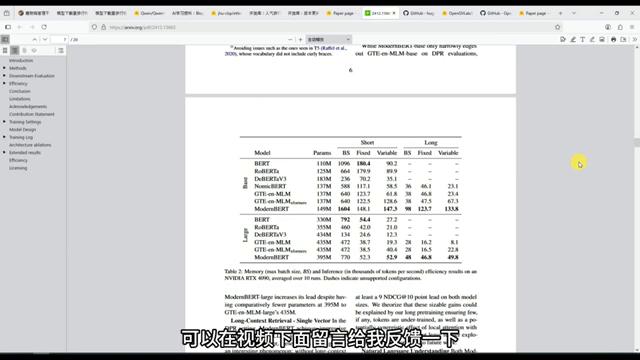 arxiv.org/pdf/2412.13663
7 / 20
自动缩放
Introduction
Methods
Downstream Evaluation
Efficiency
Conclusion
Limitations
Acknowledgements
Contribution Statement
Training Settings
Model Design
Training Log
Architecture ablations
Extended results
Efficiency
Licensing
Avoiding issues such as the ones seen in T5 (Raffel et al., 2020), whose vocabulary did not include curly braces.
While ModernBERT-base only narrowly edges
out GTE-en-MLM-base on DPR evaluations,
6
Short Long
Model Params BS Fixed Variable BS Fixed Variable
Base
BERT 110M 1096 180.4 90.2 – – –
RoBERTa 125M 664 179.9 89.9 – – –
DeBERTaV3 183M 236 70.2 35.1 – – –
NomicBERT 137M 588 117.1 58.5 36 46.1 23.1
GTE-en-MLM 137M 640 123.7 61.8 38 46.8 23.4
GTE-en-MLMxformers 137M 640 122.5 128.6 38 47.5 67.3
ModernBERT 149M 1604 148.1 147.3 98 123.7 133.8
Large
BERT 330M 792 54.4 27.2 – – –
RoBERTa 355M 460 42.0 21.0 – – –
DeBERTaV3 434M 134 24.6 12.3 – – –
GTE-en-MLM 435M 472 38.7 19.3 28 16.2 8.1
GTE-en-MLMxformers 435M 472 38.5 40.4 28 16.5 22.8
ModernBERT 395M 770 52.3 52.9 48 46.8 49.8
Table 2: Memory (max batch size, BS) and Inference (in thousands of tokens per second) efficiency results on an
NVIDIA RTX 4090, averaged over 10 runs. Dashes indicate unsupported configurations.
ModernBERT-large increases its lead despite having comparatively fewer parameters at 395M to
GTE-en-MLM-large's 435M.
Long-Context Retrieval - Single Vector In the
at least a 9 NDCG@10 point lead on both model
sizes. We theorize that these sizable gains could
be explained by our long pretraining ensuring few,
if any, tokens are under-trained, as well as a po-
tentially synergistic effect of local attention with
可以在视频下面留言给我反馈一下